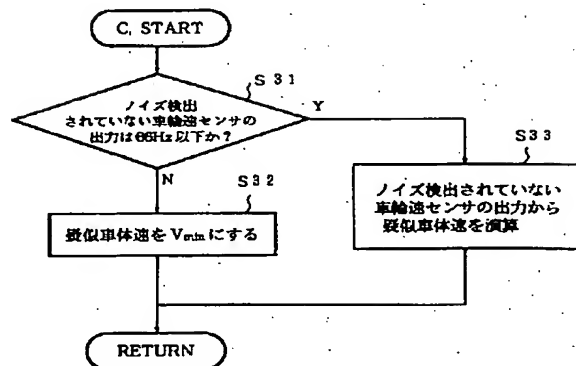 C, START
S31
ノイズ検出
されていない車輪速センサの
出力は66Hz以下か？
Y
N
S32
疑似車体速をVminにする
S33
ノイズ検出されていない
車輪速センサの出力から
疑似車体速を演算
RETURN